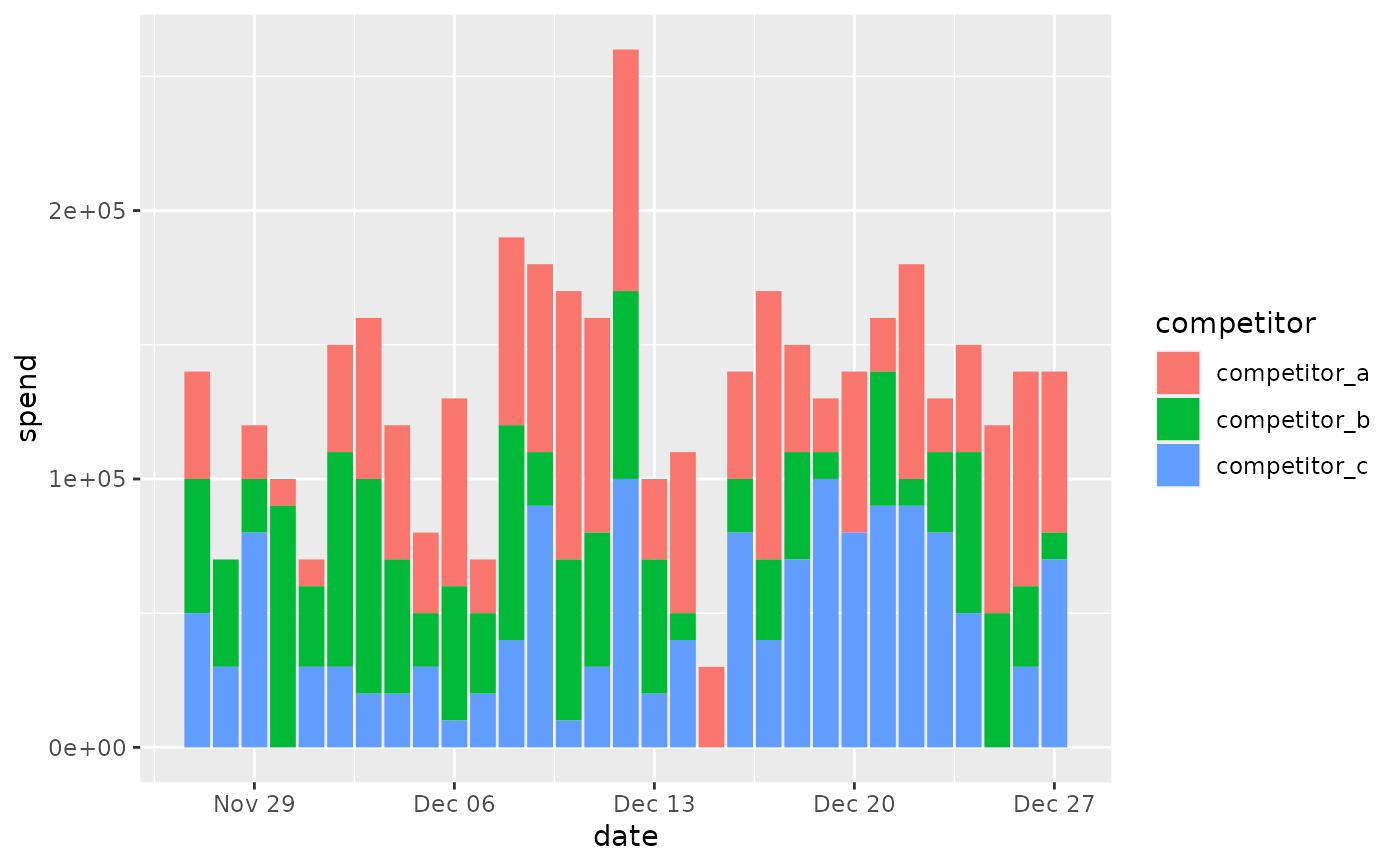 spend
2e+05
1e+05
0e+00
Nov 29
Dec 06
Dec 13
Dec 20
Dec 27
date
competitor
competitor_a
competitor_b
competitor_c